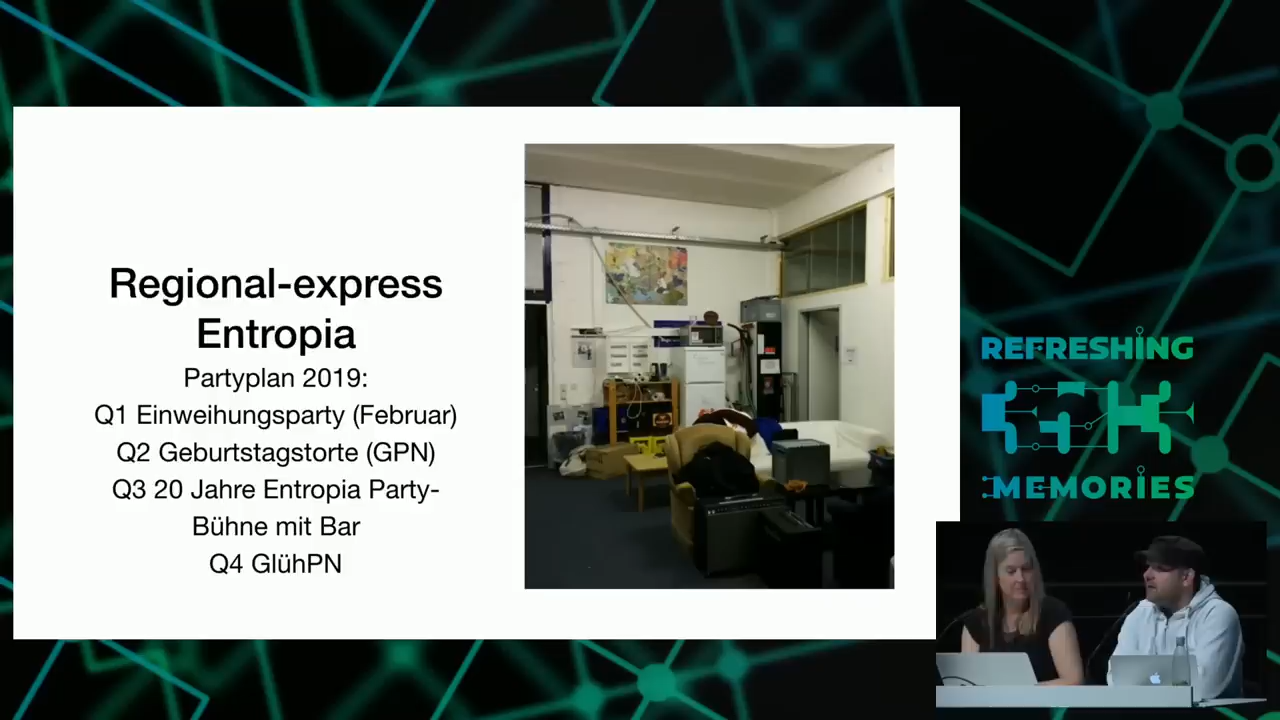 Regional-express
Entropia
Partyplan 2019:
Q1 Einweihungsparty (Februar)
Q2 Geburtstagstorte (GPN)
Q3 20 Jahre Entropia Party-
Bühne mit Bar
Q4 GlühPN
REFRESHING
MEMORIES